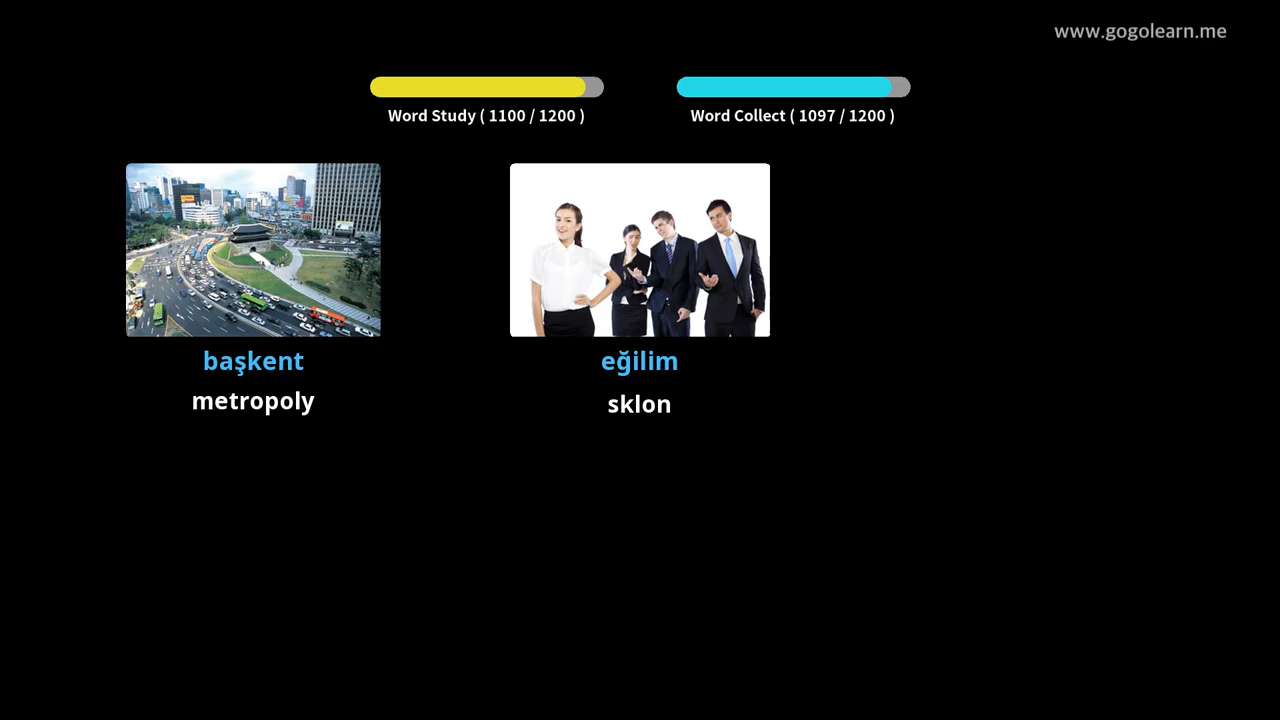 www.gogolearn.me
Word Study ( 1100 / 1200 )
Word Collect ( 1097 / 1200 )
başkent
metropoly
eğilim
sklon